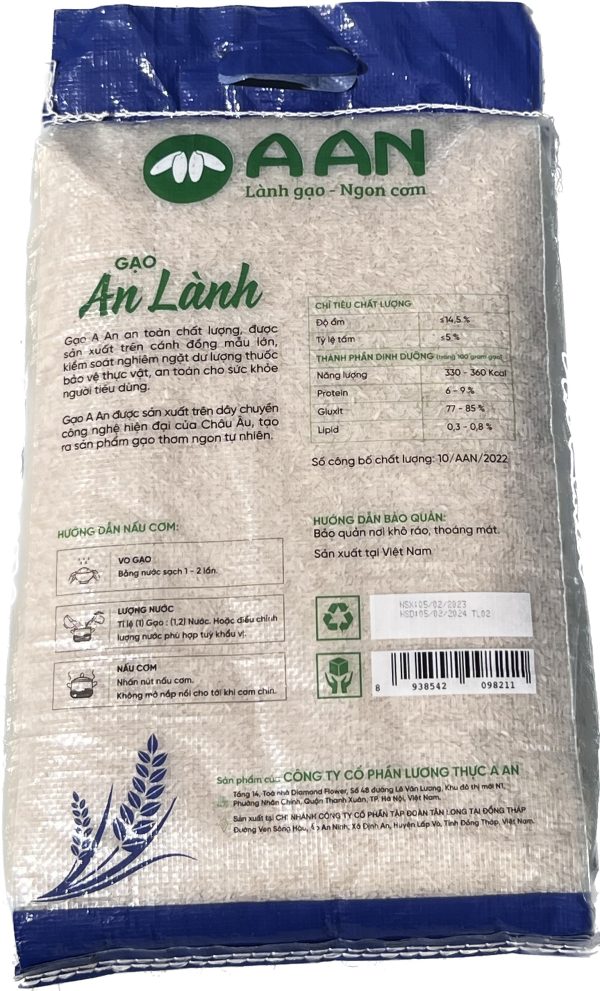 A AN
Lành gạo - Ngon cơm
GẠO
An Lành
Gạo A An an toàn chất lượng, được
sản xuất trên cánh đồng mẫu lớn,
kiểm soát nghiêm ngặt dư lượng thuốc
bảo vệ thực vật, an toàn cho sức khỏe
người tiêu dùng.
Gạo A An được sản xuất trên dây chuyền
công nghệ hiện đại của Châu Âu, tạo
ra sản phẩm gạo thơm ngon tự nhiên.
CHỈ TIÊU CHẤT LƯỢNG
Độ ẩm ≤14,5 %
Tỷ lệ tấm ≤5 %
THÀNH PHẦN DINH DƯỠNG (trong 100 gram gạo)
Năng lượng 330 - 360 Kcal
Protein 6 - 9 %
Gluxit 77 - 85 %
Lipid 0,3 - 0,8 %
Số công bố chất lượng: 10/AAN/2022
HƯỚNG DẪN NẤU CƠM:
VO GẠO
Bằng nước sạch 1 - 2 lần.
LƯỢNG NƯỚC
Tỉ lệ (1) Gạo : (1,2) Nước. Hoặc điều chỉnh
lượng nước phù hợp tuỳ khẩu vị.
NẤU CƠM
Nhấn nút nấu cơm.
Không mở nắp nồi cho tới khi cơm chín.
HƯỚNG DẪN BẢO QUẢN:
Bảo quản nơi khô ráo, thoáng mát.
Sản xuất tại Việt Nam
NSX:05/02/2023
HSD:05/02/2024 TL02
8 938542 098211
Sản phẩm của CÔNG TY CỔ PHẦN LƯƠNG THỰC A AN
Tầng 14, Toà nhà Diamond Flower, Số 48 đường Lê Văn Lương, Khu đô thị mới N1,
Phường Nhân Chính, Quận Thanh Xuân, TP. Hà Nội, Việt Nam.
Sản xuất tại CHI NHÁNH CÔNG TY CỔ PHẦN TẬP ĐOÀN TÂN LONG TẠI ĐỒNG THÁP
Đường Ven Sông Hậu, Ấp An Ninh, Xã Định An, Huyện Lấp Vò, Tỉnh Đồng Tháp, Việt Nam.